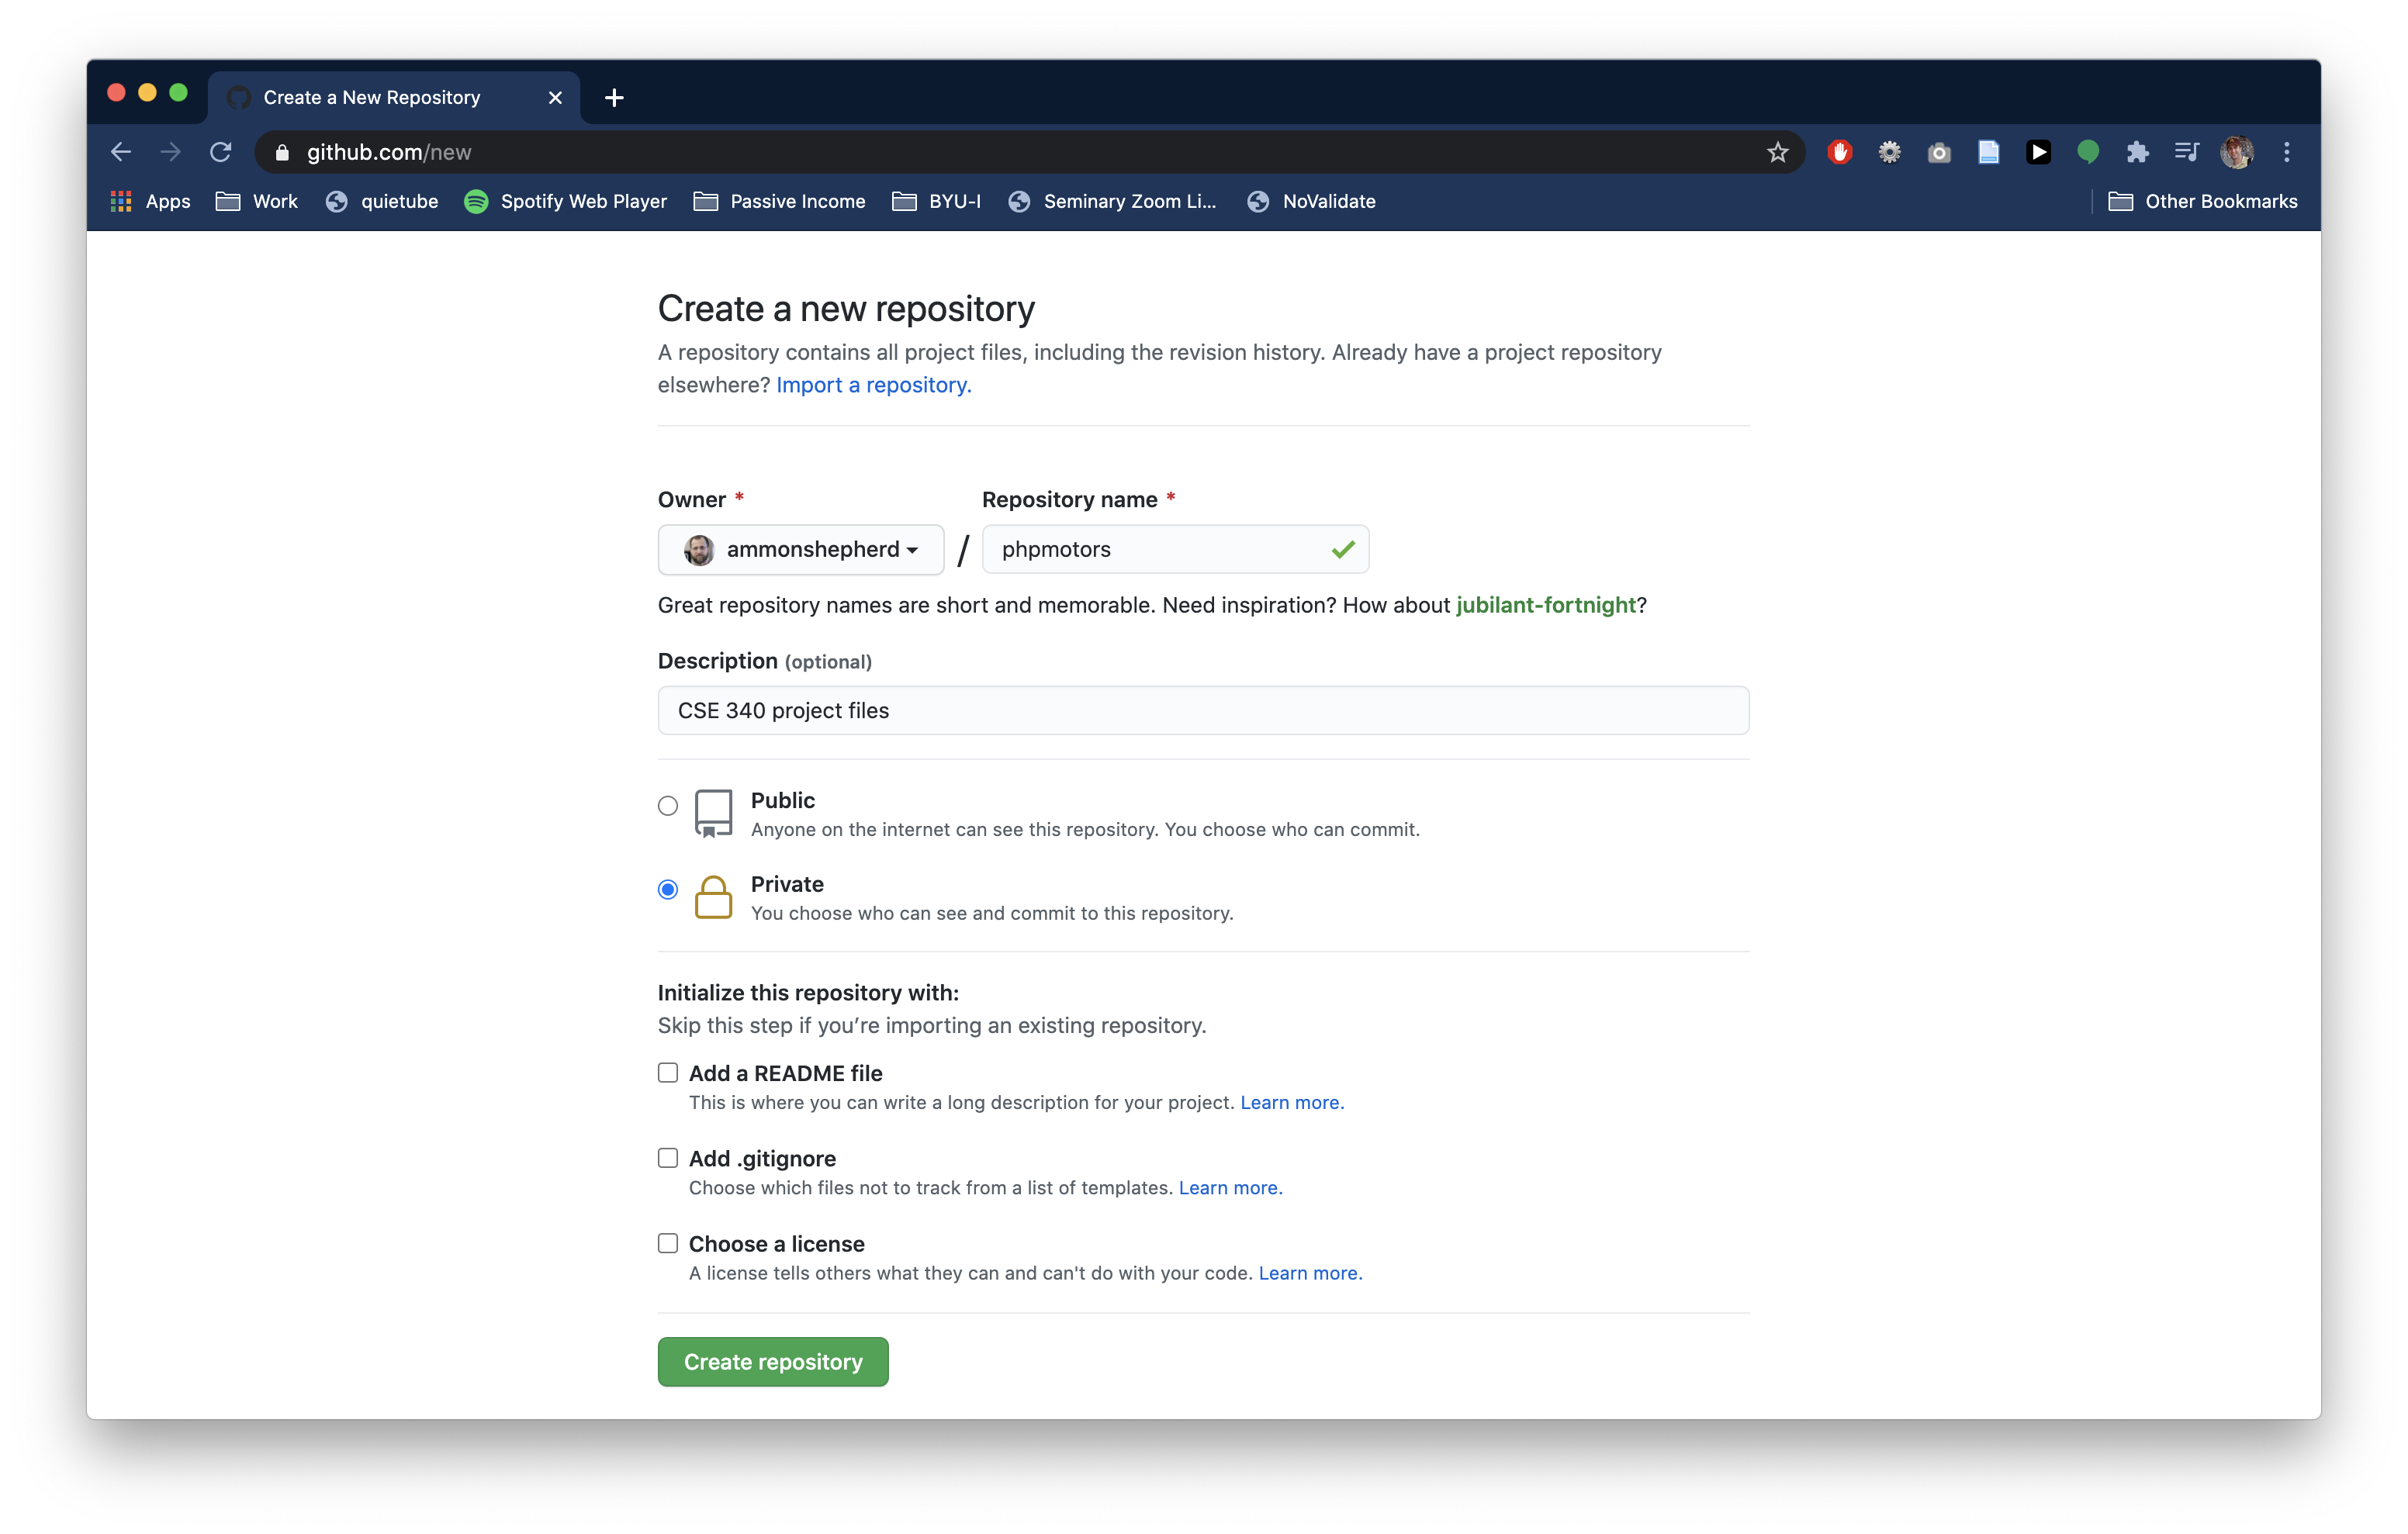 Create a New Repository
github.com/new
Apps Work quietube Spotify Web Player Passive Income BYU-I Seminary Zoom Li... NoValidate Other Bookmarks
Create a new repository
A repository contains all project files, including the revision history. Already have a project repository
elsewhere? Import a repository.
Owner * Repository name *
ammonshepherd / phpmotors
Great repository names are short and memorable. Need inspiration? How about jubilant-fortnight?
Description (optional)
CSE 340 project files
Public
Anyone on the internet can see this repository. You choose who can commit.
Private
You choose who can see and commit to this repository.
Initialize this repository with:
Skip this step if you’re importing an existing repository.
Add a README file
This is where you can write a long description for your project. Learn more.
Add .gitignore
Choose which files not to track from a list of templates. Learn more.
Choose a license
A license tells others what they can and can't do with your code. Learn more.
Create repository